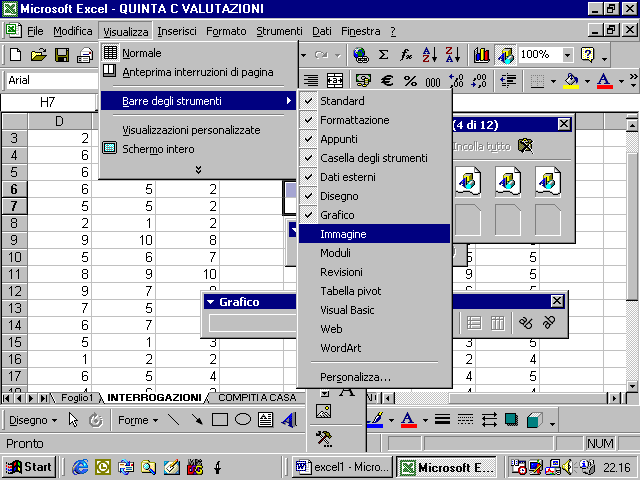 Microsoft Excel - QUINTA C VALUTAZIONI
File Modifica Visualizza Inserisci Formato Strumenti Dati Finestra ?
100%
Arial
H7
Normale
Anteprima interruzioni di pagina
Barre degli strumenti
Visualizzazioni personalizzate
Schermo intero
Standard
Formattazione
Appunti
Casella degli strumenti
Dati esterni
Disegno
Grafico
Immagine
Moduli
Revisioni
Tabella pivot
Visual Basic
Web
WordArt
Personalizza...
(4 di 12)
Incolla tutto
Grafico
D
3 2
4 6
5 6
6 6 5 2
7 5 5 2
8 2 1 2
9 9 10 8
10 5 6 7 5
11 8 9 10 5
12 9 7
13 7 5
14 6 7
15 5 1 3 3 5
16 1 2 2 2 4
17 6 5 4 4 5
Foglio1 INTERROGAZIONI COMPITI A CASA
Disegno Forme
Pronto NUM
Start excel1 - Micro... Microsoft E... 22.16